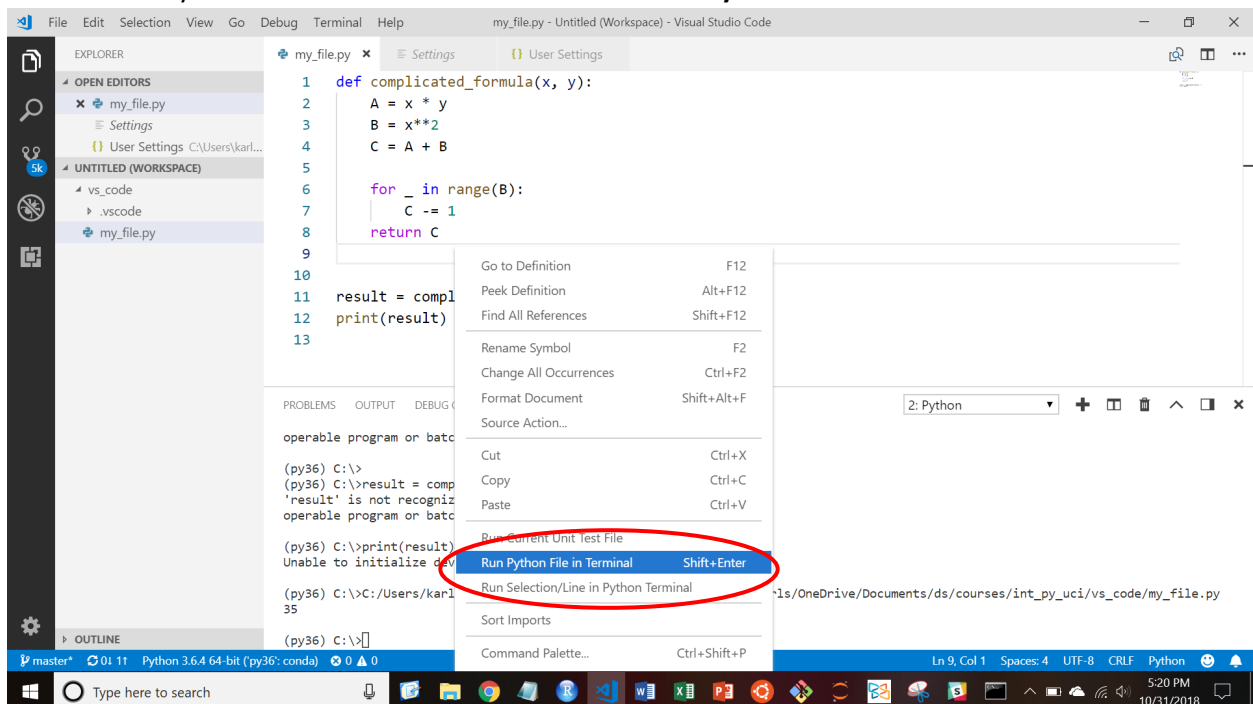 File Edit Selection View Go Debug Terminal Help my_file.py - Untitled (Workspace) - Visual Studio Code
EXPLORER
OPEN EDITORS
my_file.py
Settings
User Settings C:\Users\karl...
UNTITLED (WORKSPACE)
vs_code
.vscode
my_file.py
OUTLINE
5k
my_file.py Settings {} User Settings
1 def complicated_formula(x, y):
2 A = x * y
3 B = x**2
4 C = A + B
5
6 for _ in range(B):
7 C -= 1
8 return C
9
10
11 result = compl
12 print(result)
13
Go to Definition F12
Peek Definition Alt+F12
Find All References Shift+F12
Rename Symbol F2
Change All Occurrences Ctrl+F2
Format Document Shift+Alt+F
Source Action...
Cut Ctrl+X
Copy Ctrl+C
Paste Ctrl+V
Run Current Unit Test File
Run Python File in Terminal Shift+Enter
Run Selection/Line in Python Terminal
Sort Imports
Command Palette... Ctrl+Shift+P
PROBLEMS OUTPUT DEBUG 2: Python
operable program or batc
(py36) C:\>
(py36) C:\>result = comp
'result' is not recogniz
operable program or batc
(py36) C:\>print(result)
Unable to initialize dev
(py36) C:\>C:/Users/karl rls/OneDrive/Documents/ds/courses/int_py_uci/vs_code/my_file.py
35
(py36) C:\>
master* 0↓ 1↑ Python 3.6.4 64-bit ('py36': conda) 0 0 Ln 9, Col 1 Spaces: 4 UTF-8 CRLF Python
Type here to search
5:20 PM
10/31/2018